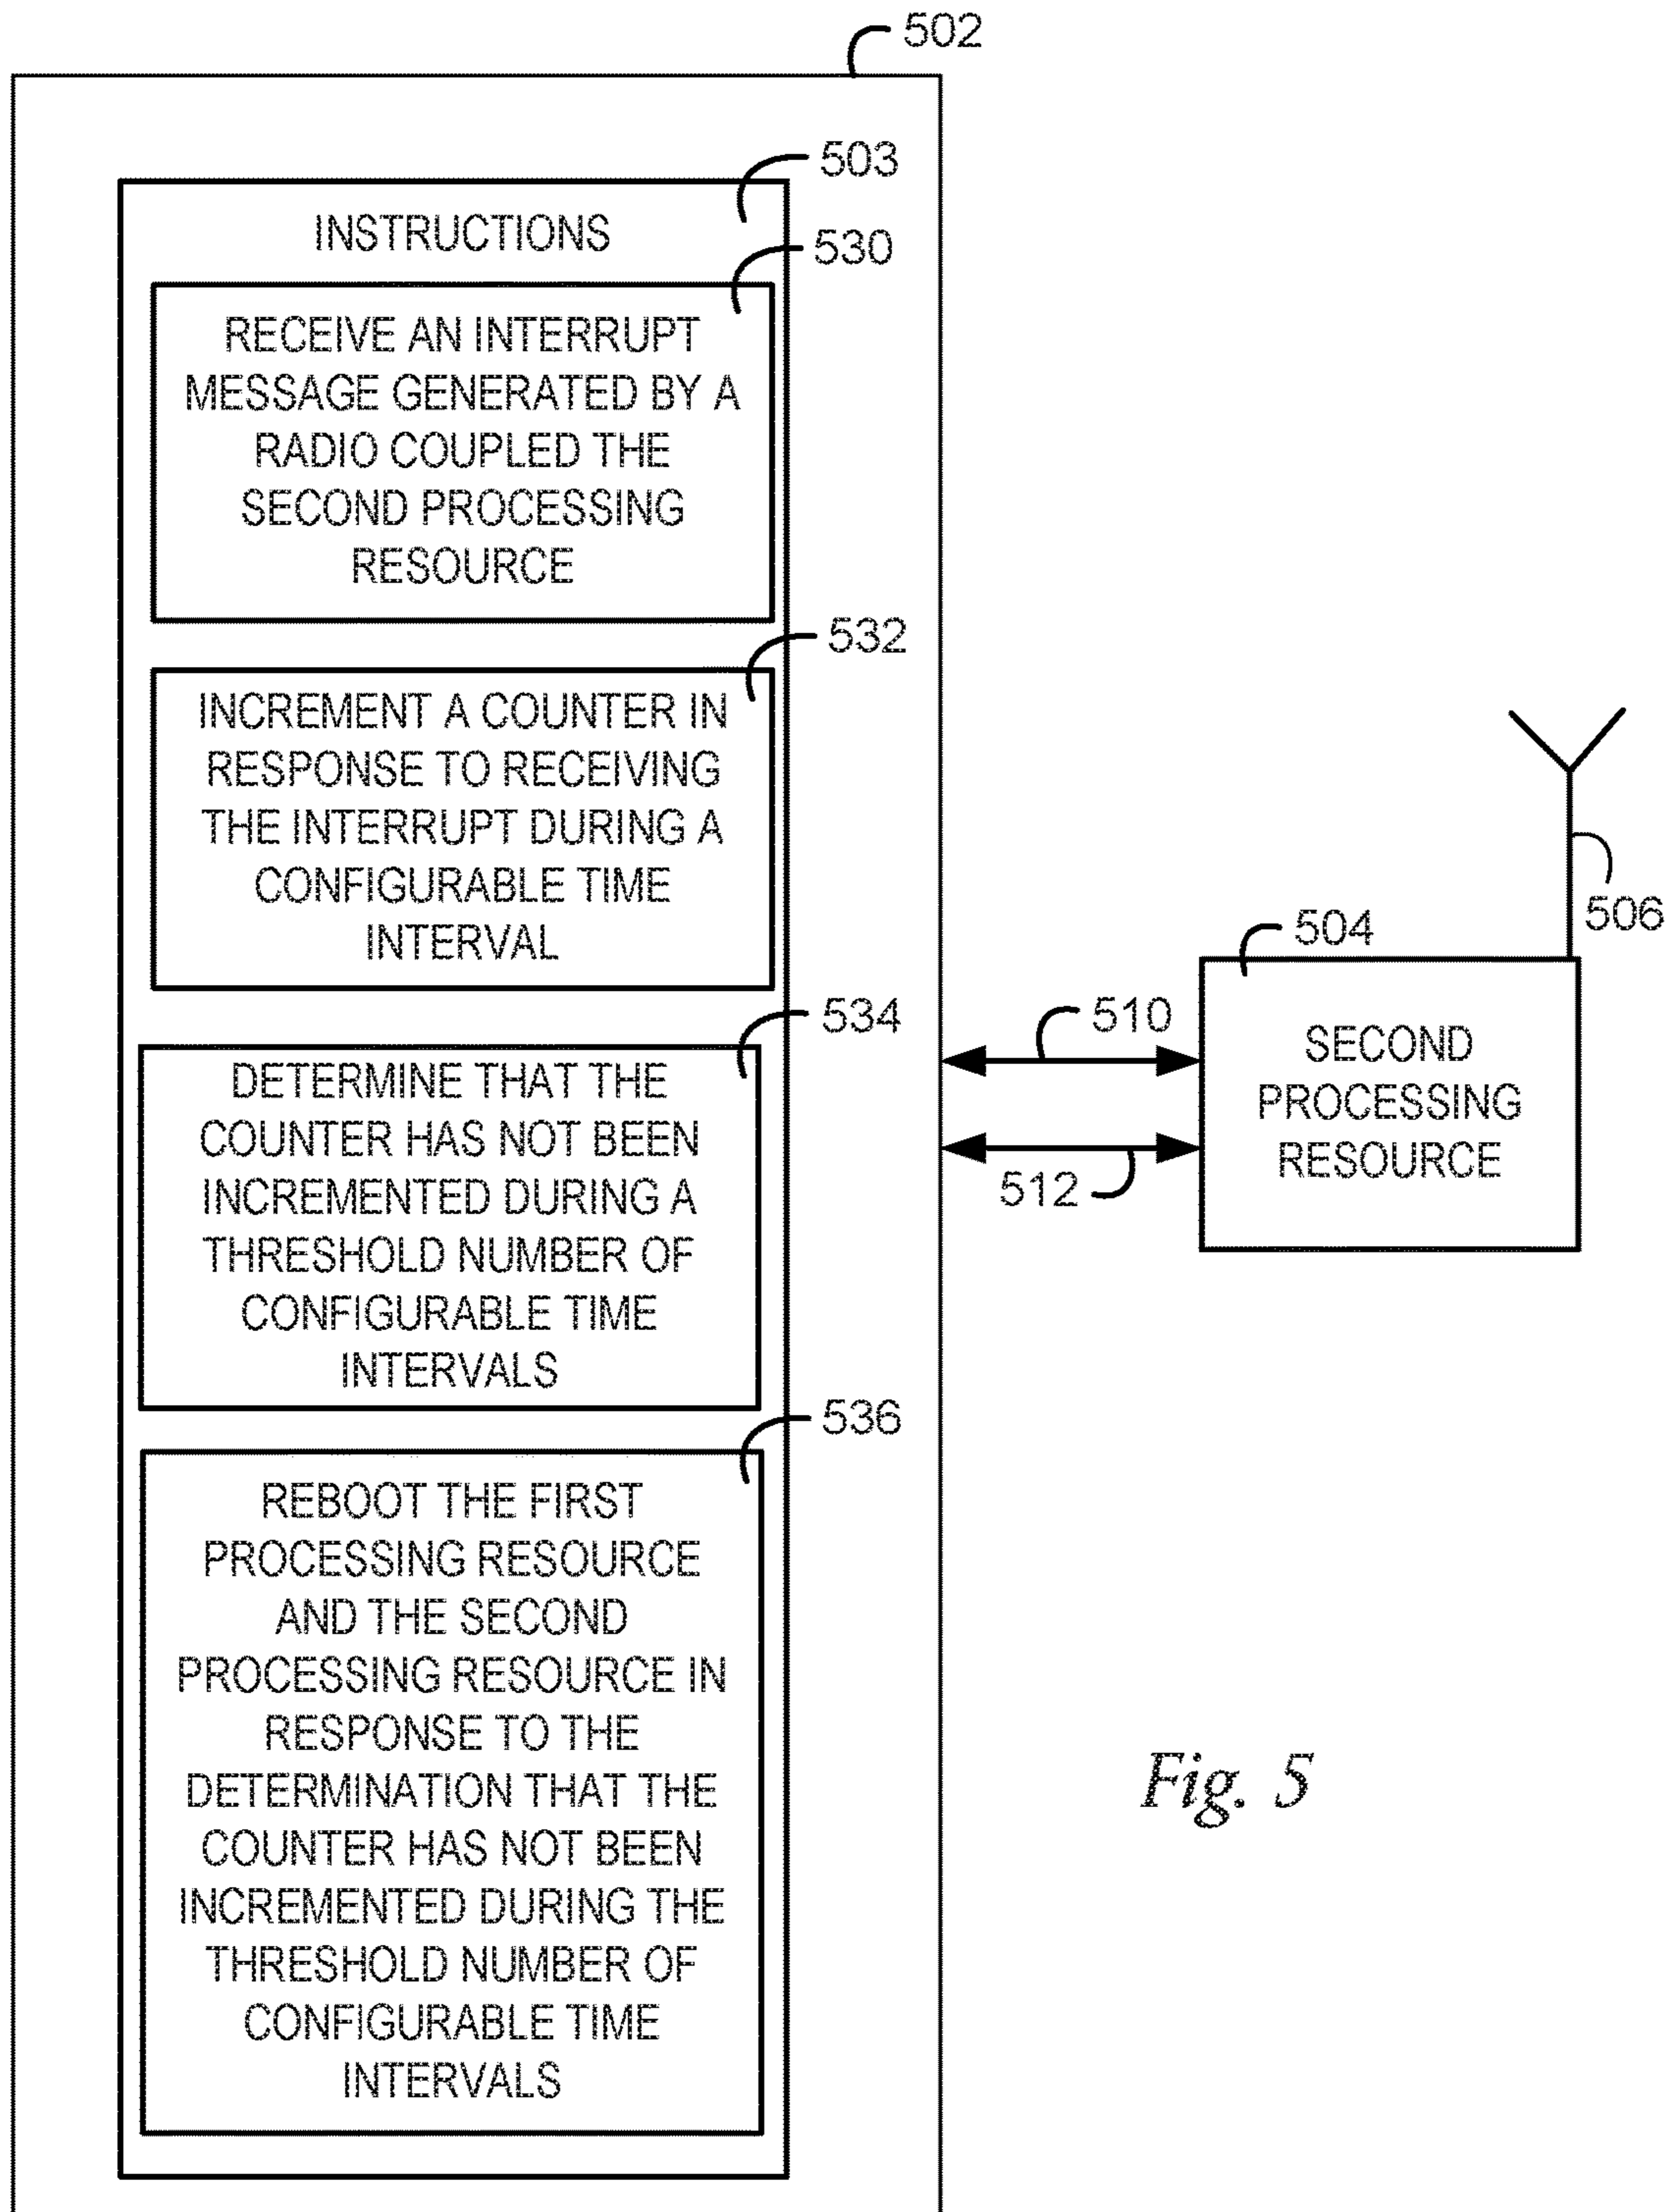 502
503
INSTRUCTIONS
530
RECEIVE AN INTERRUPT
MESSAGE GENERATED BY A
RADIO COUPLED THE
SECOND PROCESSING
RESOURCE
532
INCREMENT A COUNTER IN
RESPONSE TO RECEIVING
THE INTERRUPT DURING A
CONFIGURABLE TIME
INTERVAL
534
DETERMINE THAT THE
COUNTER HAS NOT BEEN
INCREMENTED DURING A
THRESHOLD NUMBER OF
CONFIGURABLE TIME
INTERVALS
536
REBOOT THE FIRST
PROCESSING RESOURCE
AND THE SECOND
PROCESSING RESOURCE IN
RESPONSE TO THE
DETERMINATION THAT THE
COUNTER HAS NOT BEEN
INCREMENTED DURING THE
THRESHOLD NUMBER OF
CONFIGURABLE TIME
INTERVALS
506
504
510
512
SECOND
PROCESSING
RESOURCE
Fig. 5